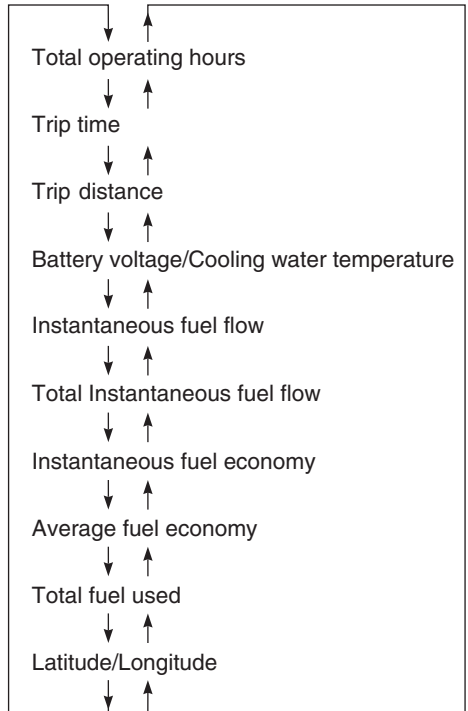 Total operating hours
Trip time
Trip distance
Battery voltage/Cooling water temperature
Instantaneous fuel flow
Total Instantaneous fuel flow
Instantaneous fuel economy
Average fuel economy
Total fuel used
Latitude/Longitude